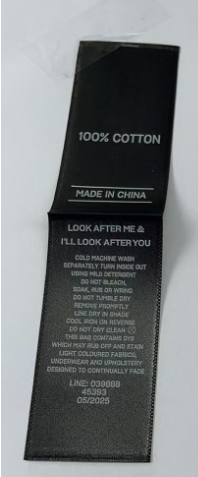 100% COTTON
MADE IN CHINA
LOOK AFTER ME &
I'LL LOOK AFTER YOU
COLD MACHINE WASH
SEPARATELY TURN INSIDE OUT
USING MILD DETERGENT
DO NOT BLEACH,
SOAK, RUB OR WRING
DO NOT TUMBLE DRY
REMOVE PROMPTLY
LINE DRY IN SHADE
COOL IRON ON REVERSE
DO NOT DRY CLEAN
THIS BAG CONTAINS DYE
WHICH MAY RUB OFF AND STAIN
LIGHT COLOURED FABRICS,
UNDERWEAR AND UPHOLSTERY
DESIGNED TO CONTINUALLY FADE
LINE: 039688
45393
05/2025